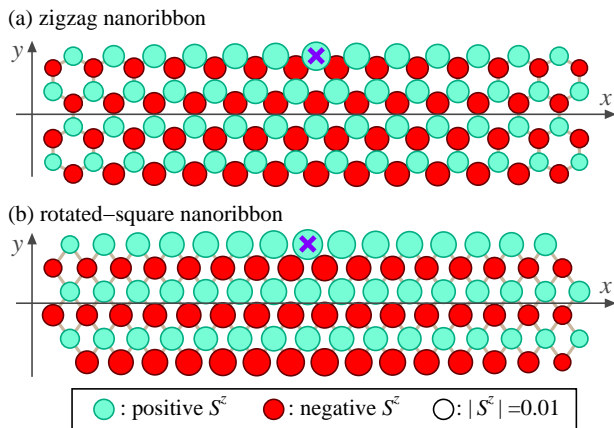 (a) zigzag nanoribbon
y
x
(b) rotated−square nanoribbon
y
x
: positive S^z : negative S^z : | S^z | =0.01